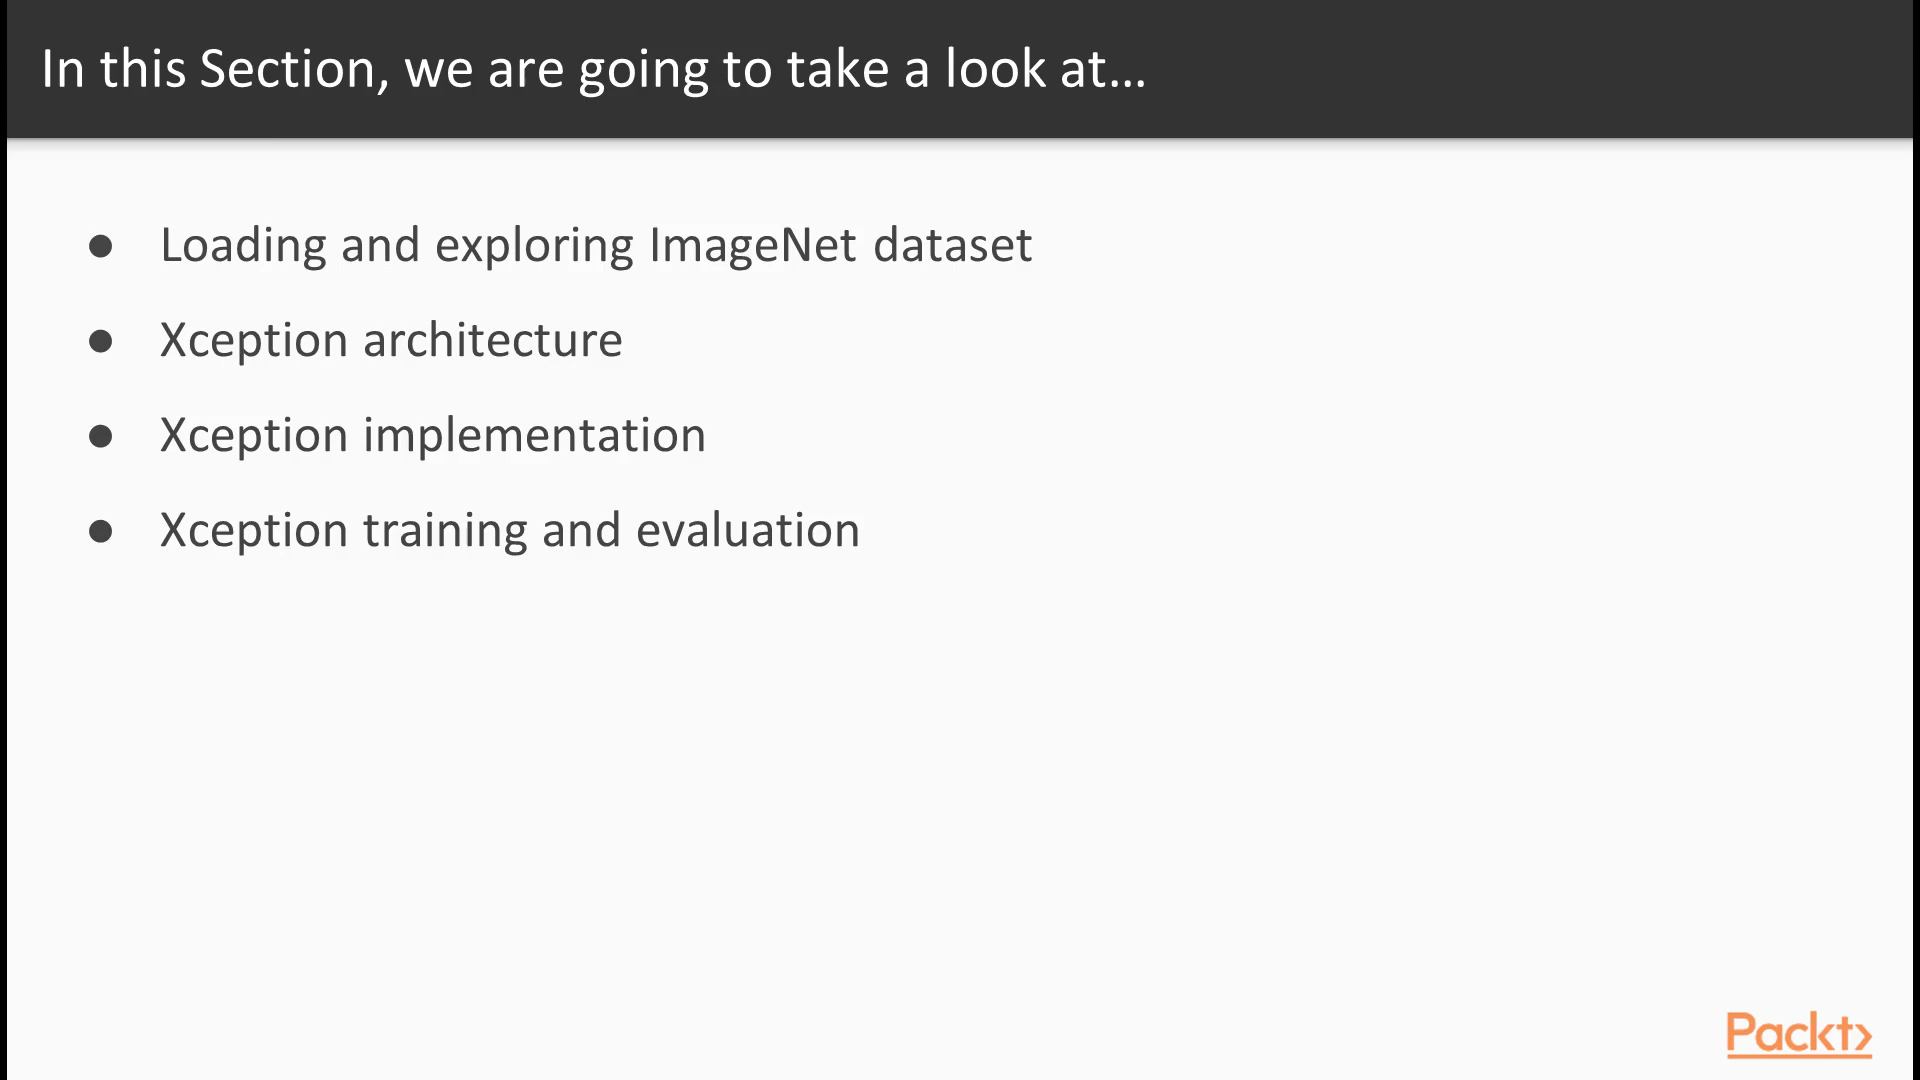 In this Section, we are going to take a look at...
● Loading and exploring ImageNet dataset
● Xception architecture
● Xception implementation
● Xception training and evaluation
Packt>